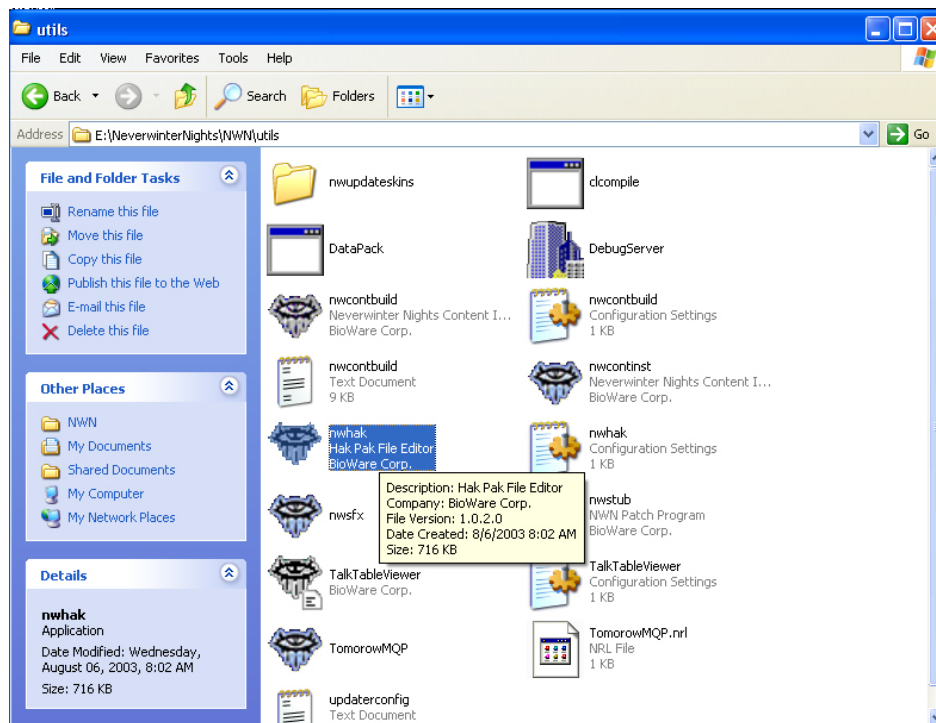 utils
File Edit View Favorites Tools Help
Back Search Folders
Address E:\NeverwinterNights\NWN\utils Go
File and Folder Tasks
Rename this file
Move this file
Copy this file
Publish this file to the Web
E-mail this file
Delete this file
Other Places
NWN
My Documents
Shared Documents
My Computer
My Network Places
Details
nwhak
Application
Date Modified: Wednesday,
August 06, 2003, 8:02 AM
Size: 716 KB
nwupdateskins
clcompile
DataPack
DebugServer
nwcontbuild
Neverwinter Nights Content I...
BioWare Corp.
nwcontbuild
Configuration Settings
1 KB
nwcontbuild
Text Document
9 KB
nwcontinst
Neverwinter Nights Content I...
BioWare Corp.
nwhak
Hak Pak File Editor
BioWare Corp.
nwhak
Configuration Settings
1 KB
Description: Hak Pak File Editor
Company: BioWare Corp.
File Version: 1.0.2.0
Date Created: 8/6/2003 8:02 AM
Size: 716 KB
nwsfx
nwstub
NWN Patch Program
BioWare Corp.
TalkTableViewer
BioWare Corp.
TalkTableViewer
Configuration Settings
1 KB
TomorowMQP
TomorowMQP.nrl
NRL File
1 KB
updaterconfig
Text Document